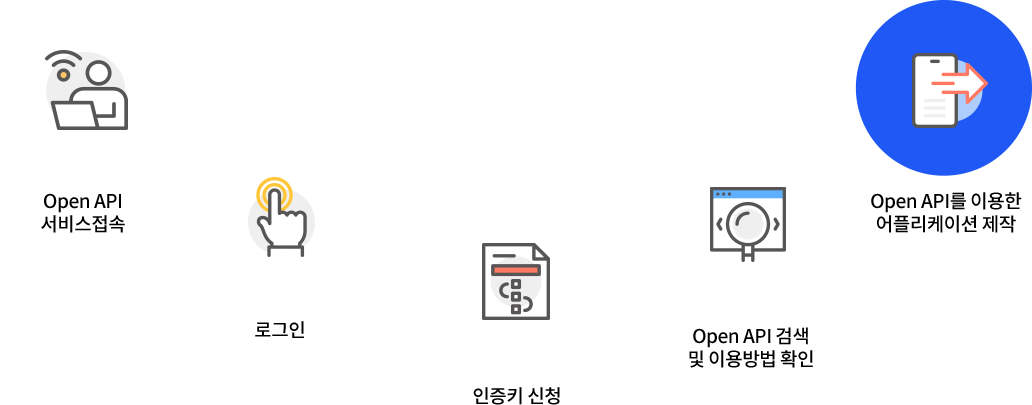 Open API
서비스접속
로그인
인증키 신청
Open API 검색
및 이용방법 확인
Open API를 이용한
어플리케이션 제작